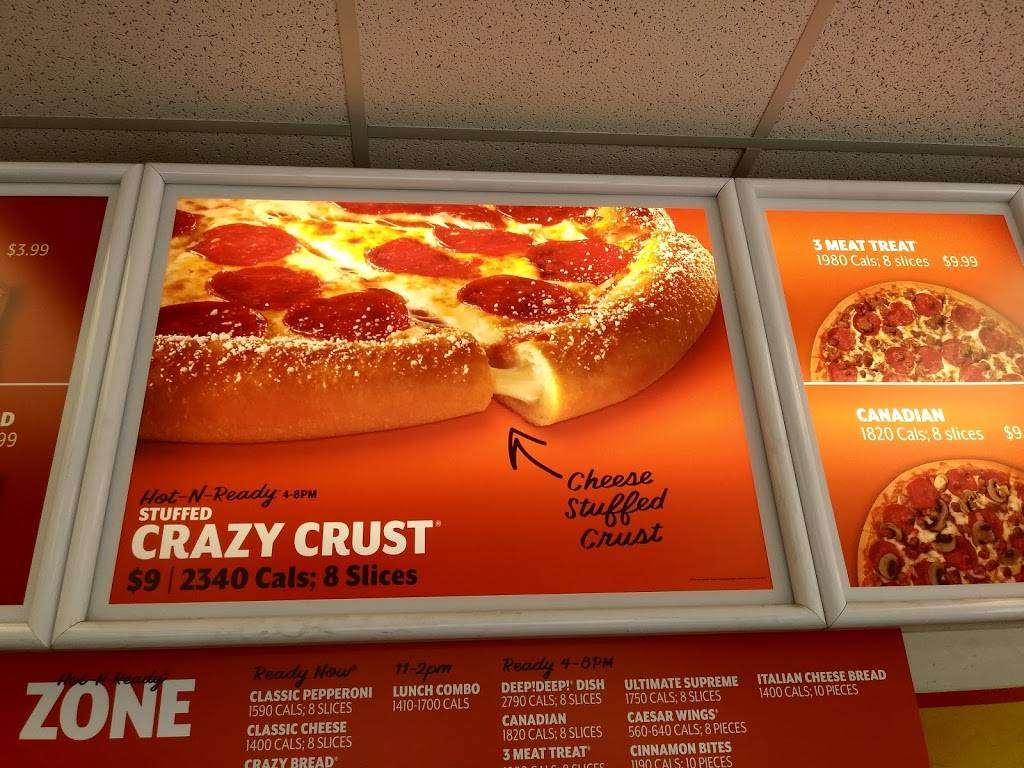 $3.99
D
99
Hot-N-Ready® 4-8PM
STUFFED
CRAZY CRUST®
$9 | 2340 Cals; 8 Slices
Cheese
Stuffed
Crust
3 MEAT TREAT®
1980 Cals; 8 slices $9.99
CANADIAN
1820 Cals; 8 slices $9
Hot-N-Ready®
ZONE
Ready Now®
CLASSIC PEPPERONI
1590 CALS; 8 SLICES
CLASSIC CHEESE
1400 CALS; 8 SLICES
CRAZY BREAD®
11-2pm
LUNCH COMBO
1410-1700 CALS
Ready 4-8PM
DEEP!DEEP!™ DISH
2790 CALS; 8 SLICES
CANADIAN
1820 CALS; 8 SLICES
3 MEAT TREAT®
ULTIMATE SUPREME
1750 CALS; 8 SLICES
CAESAR WINGS®
560-640 CALS; 8 PIECES
CINNAMON BITES
1190 CALS; 10 PIECES
ITALIAN CHEESE BREAD
1400 CALS; 10 PIECES